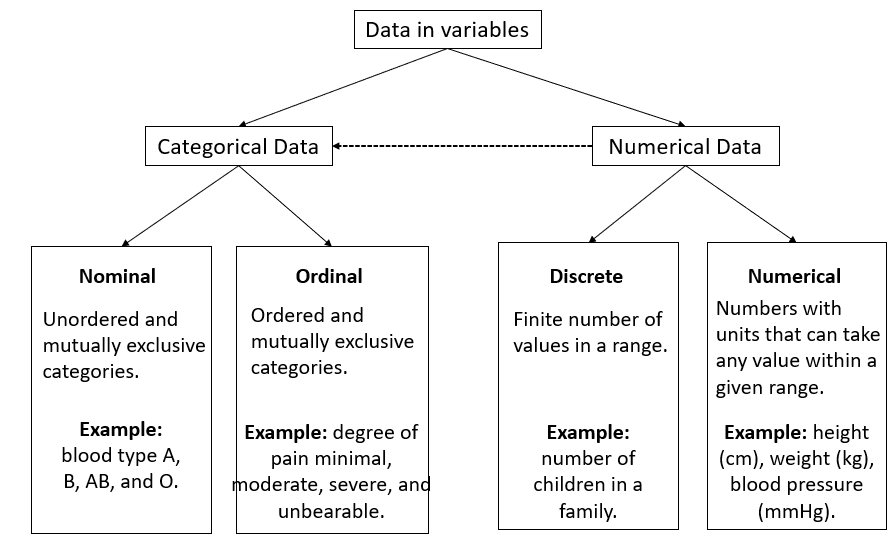 Data in variables
Categorical Data
Numerical Data
Nominal
Unordered and
mutually exclusive
categories.
Example:
blood type A,
B, AB, and O.
Ordinal
Ordered and
mutually exclusive
categories.
Example: degree of
pain minimal,
moderate, severe, and
unbearable.
Discrete
Finite number of
values in a range.
Example:
number of
children in a
family.
Numerical
Numbers with
units that can take
any value within a
given range.
Example: height
(cm), weight (kg),
blood pressure
(mmHg).